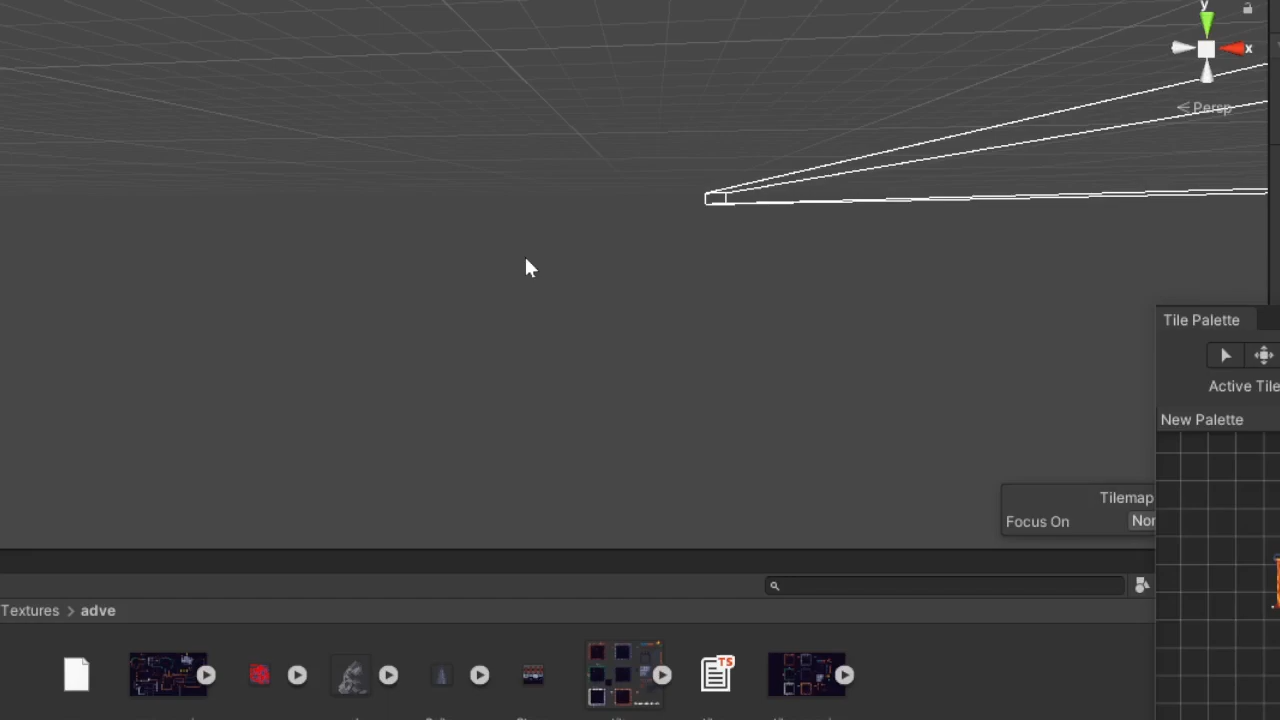 y
x
Persp
Tile Palette
Active Tile
New Palette
Tilemap
Focus On
Nor
Textures > adve
TS